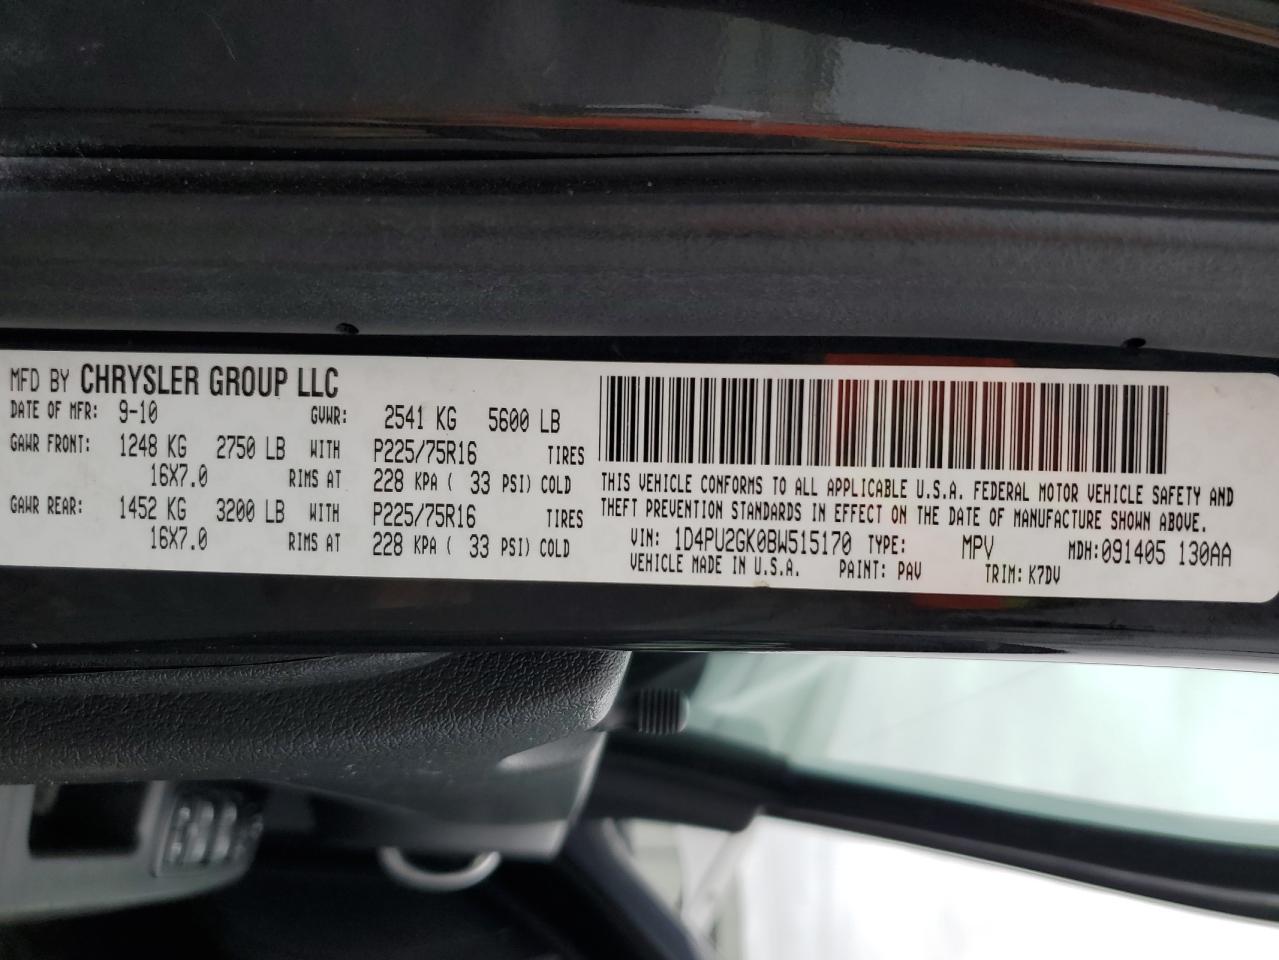 MFD BY CHRYSLER GROUP LLC
DATE OF MFR: 9-10 GVWR: 2541 KG 5600 LB
GAWR FRONT: 1248 KG 2750 LB WITH P225/75R16 TIRES
16X7.0 RIMS AT 228 KPA ( 33 PSI) COLD
GAWR REAR: 1452 KG 3200 LB WITH P225/75R16 TIRES
16X7.0 RIMS AT 228 KPA ( 33 PSI) COLD
THIS VEHICLE CONFORMS TO ALL APPLICABLE U.S.A. FEDERAL MOTOR VEHICLE SAFETY AND
THEFT PREVENTION STANDARDS IN EFFECT ON THE DATE OF MANUFACTURE SHOWN ABOVE.
VIN: 1D4PU2GK0BW515170 TYPE: MPV MDH:091405 130AA
VEHICLE MADE IN U.S.A. PAINT: PAV TRIM: K7DV